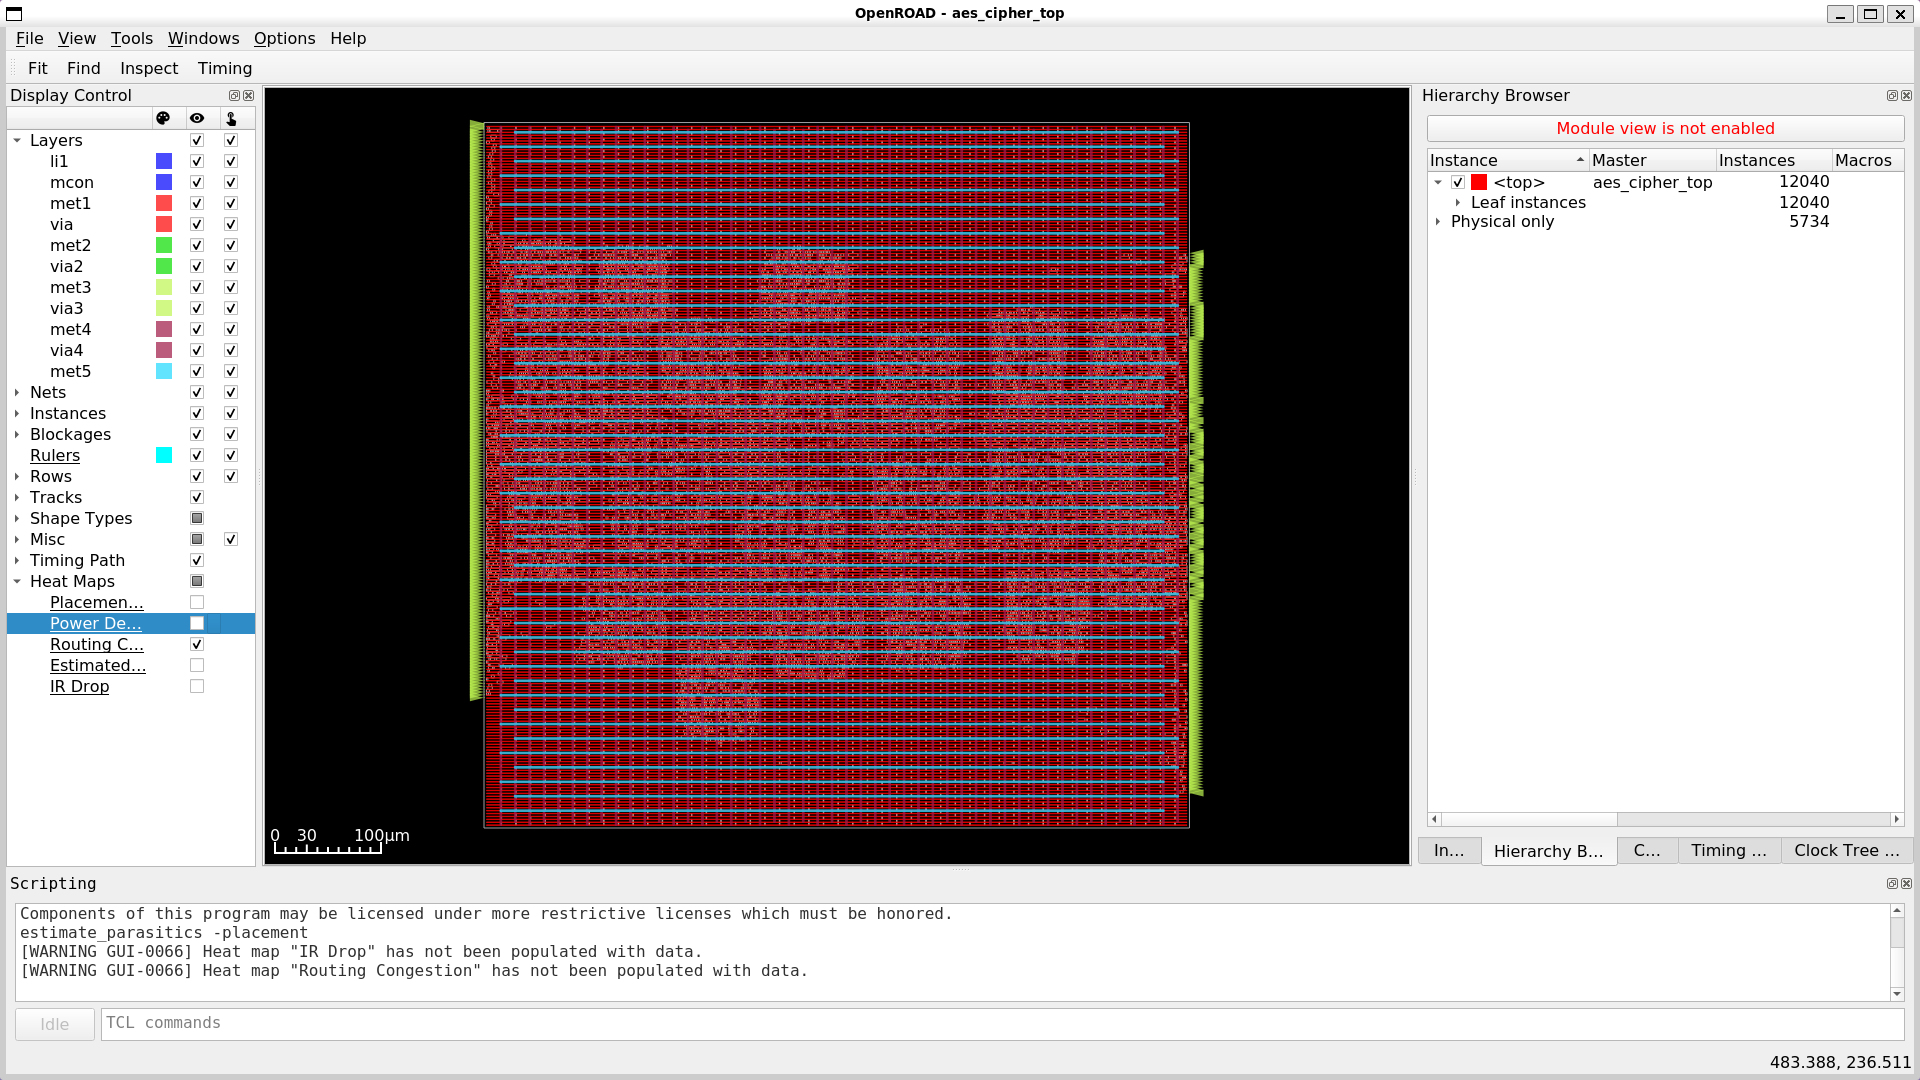 OpenROAD - aes_cipher_top
File View Tools Windows Options Help
Fit Find Inspect Timing
Display Control
Layers
li1
mcon
met1
via
met2
via2
met3
via3
met4
via4
met5
Nets
Instances
Blockages
Rulers
Rows
Tracks
Shape Types
Misc
Timing Path
Heat Maps
Placemen...
Power De...
Routing C...
Estimated...
IR Drop
0 30 100μm
Hierarchy Browser
Module view is not enabled
Instance Master Instances Macros
<top> aes_cipher_top 12040
Leaf instances 12040
Physical only 5734
In... Hierarchy B... C... Timing ... Clock Tree ...
Scripting
Components of this program may be licensed under more restrictive licenses which must be honored.
estimate_parasitics -placement
[WARNING GUI-0066] Heat map "IR Drop" has not been populated with data.
[WARNING GUI-0066] Heat map "Routing Congestion" has not been populated with data.
Idle TCL commands
483.388, 236.511